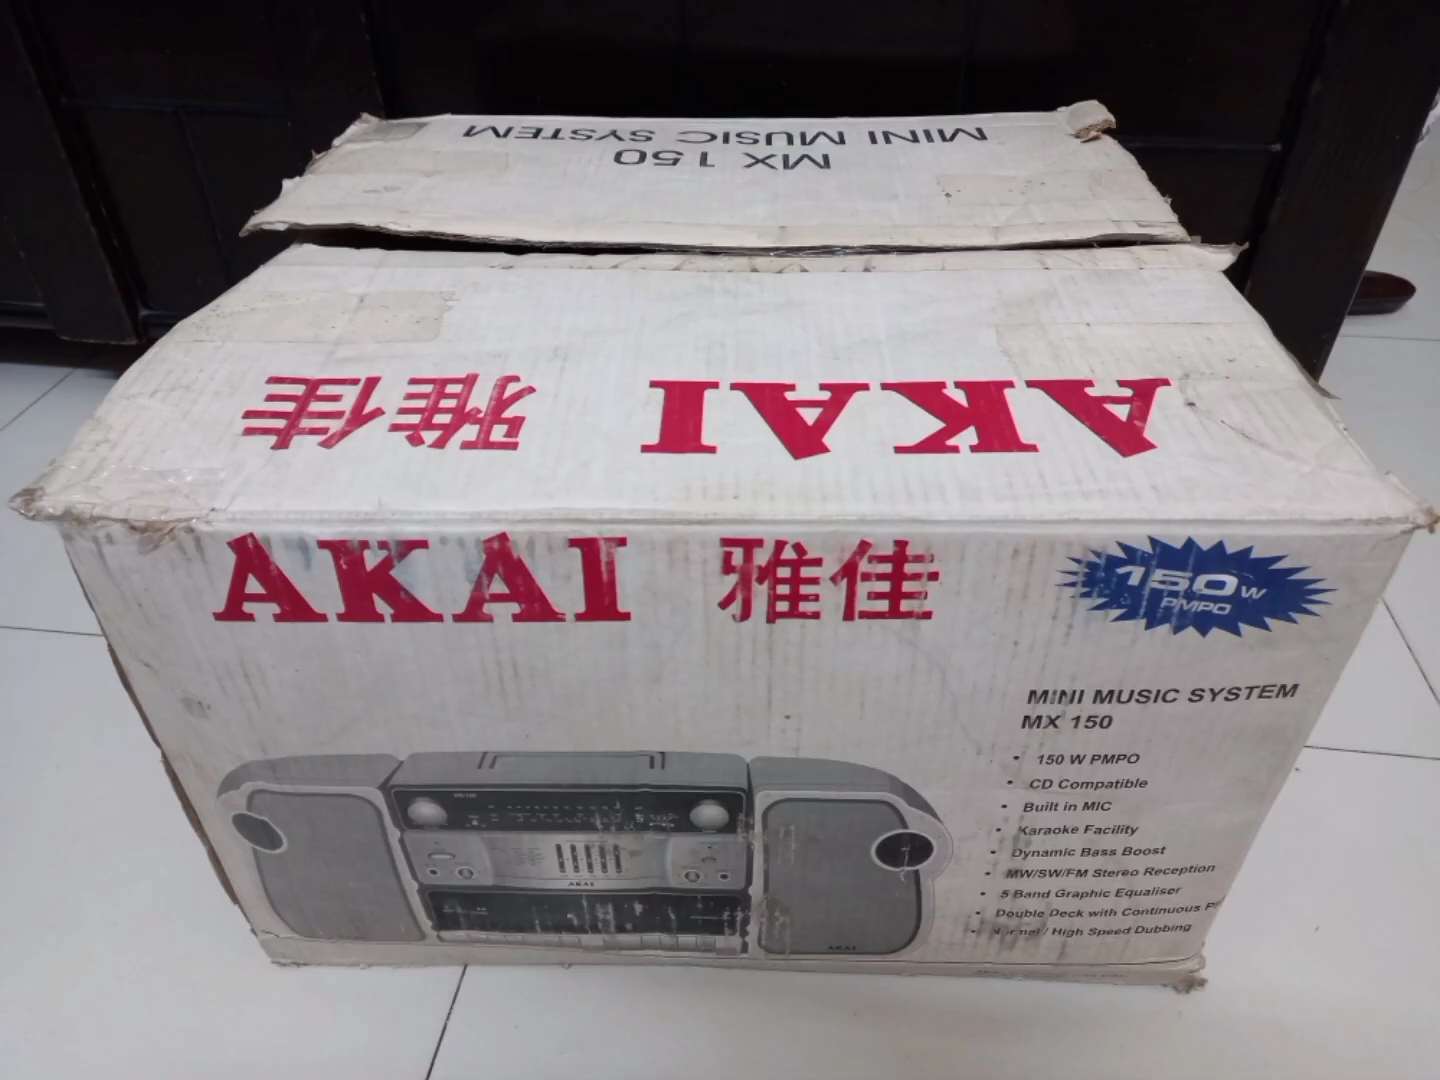 MINI MUSIC SYSTEM
MX 150
AKAI 雅佳
AKAI 雅佳
150W
PMPO
MINI MUSIC SYSTEM
MX 150
• 150 W PMPO
• CD Compatible
• Built in MIC
• Karaoke Facility
• Dynamic Bass Boost
• MW/SW/FM Stereo Reception
• 5 Band Graphic Equaliser
• Double Deck with Continuous
• Normal / High Speed Dubbing
AKAI
AKAI